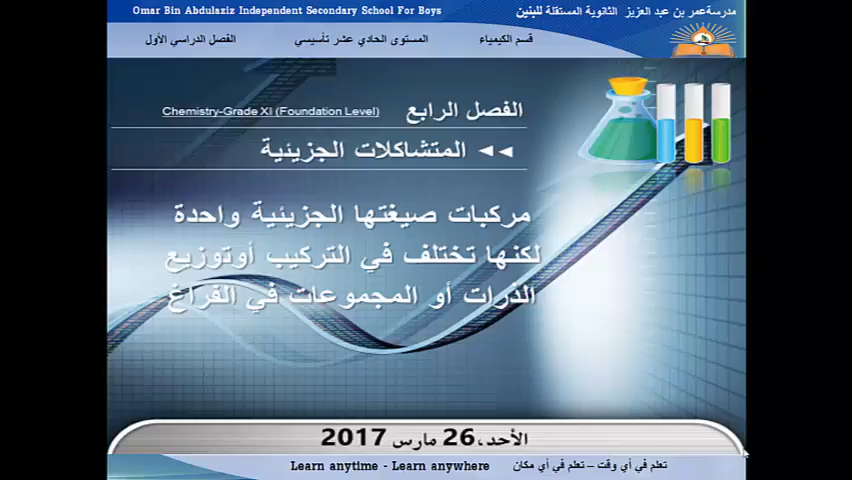 Omar Bin Abdulaziz Independent Secondary School For Boys
مدرسةعمر بن عبد العزيز الثانوية المستقلة للبنين
قسم الكيمياء
المستوى الحادي عشر تأسيسي
الفصل الدراسي الأول
الفصل الرابع Chemistry-Grade XI (Foundation Level)
◄◄ المتشاكلات الجزيئية
مركبات صيغتها الجزيئية واحدة
لكنها تختلف في التركيب أوتوزيع
الذرات أو المجموعات في الفراغ
الأحد، 26 مارس 2017
Learn anytime - Learn anywhere
تعلم في أي وقت – تعلم في أي مكان